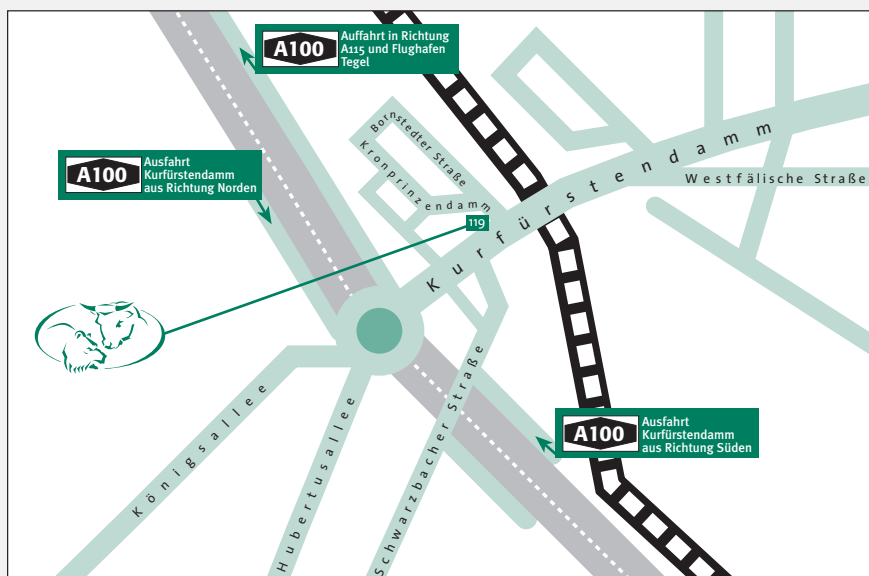 A100
Auffahrt in Richtung
A115 und Flughafen
Tegel
A100
Ausfahrt
Kurfürstendamm
aus Richtung Norden
Bornstedter Straße
Kronprinzendamm
119
Kurfürstendamm
Westfälische Straße
Königsallee
Hubertusallee
Schwarzbacher Straße
A100
Ausfahrt
Kurfürstendamm
aus Richtung Süden